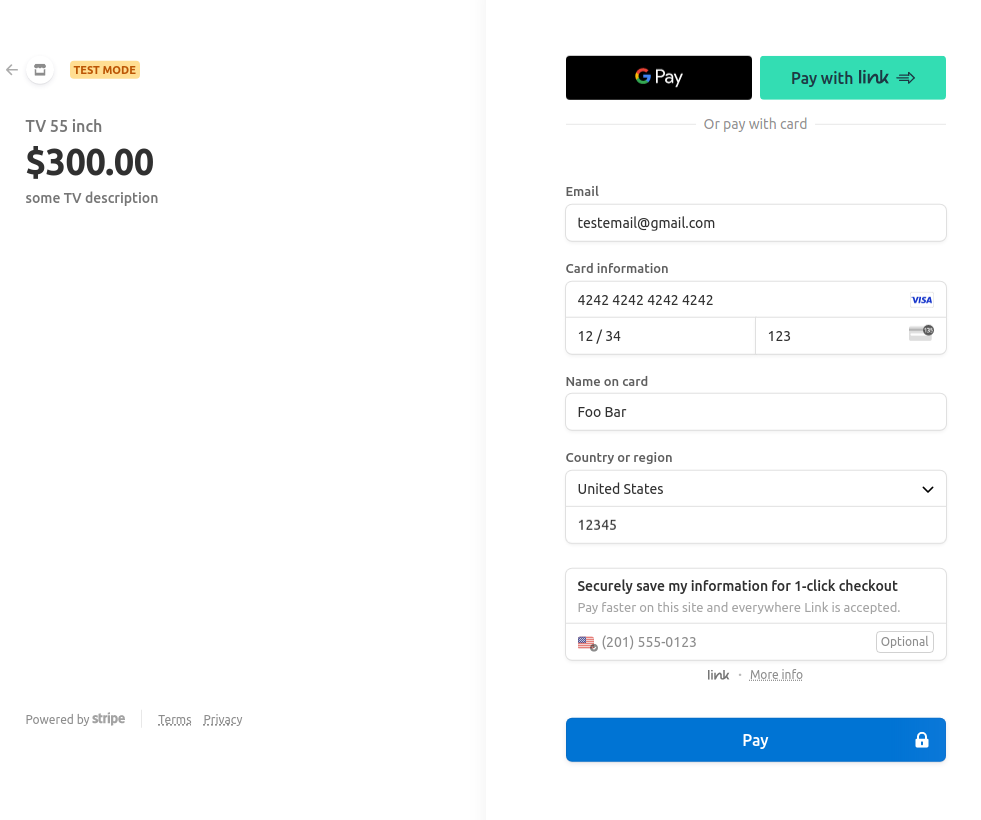 TEST MODE
TV 55 inch
$300.00
some TV description
Powered by stripe
Terms Privacy
G Pay
Pay with link
Or pay with card
Email
testemail@gmail.com
Card information
4242 4242 4242 4242 VISA
12 / 34
123 135
Name on card
Foo Bar
Country or region
United States
12345
Securely save my information for 1-click checkout
Pay faster on this site and everywhere Link is accepted.
(201) 555-0123 Optional
link · More info
Pay